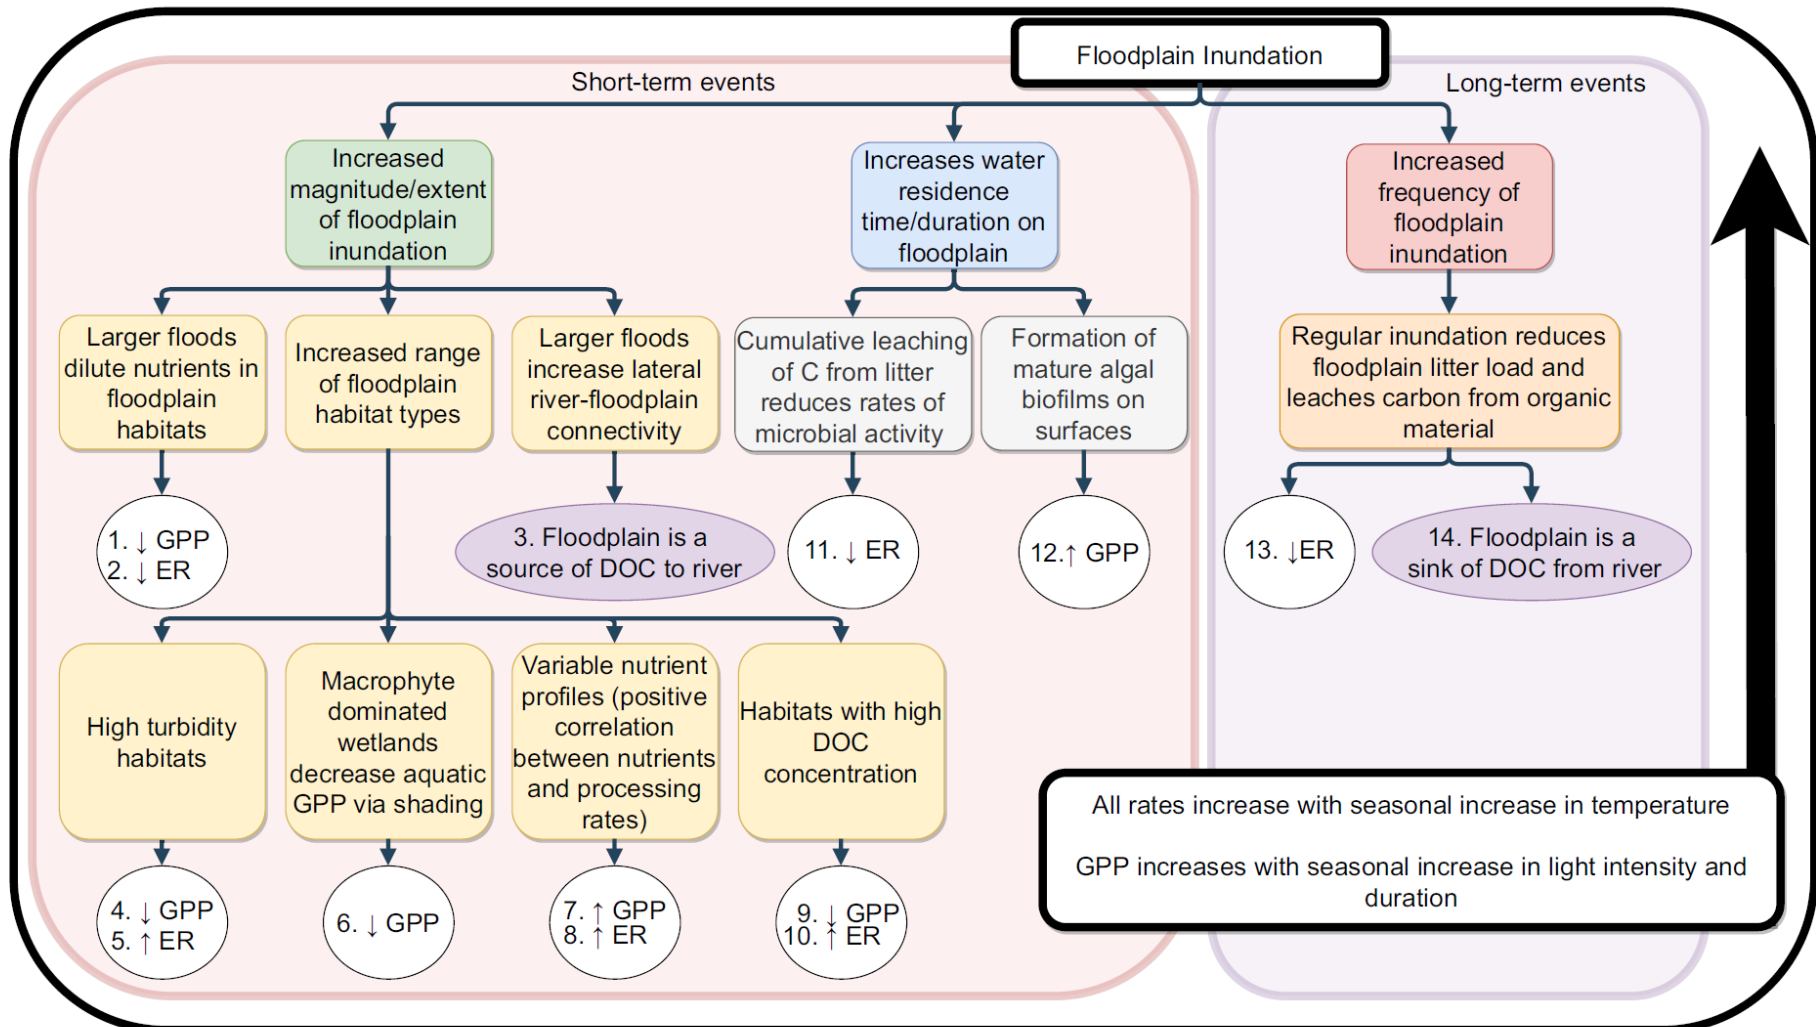 Floodplain Inundation
Short-term events
Long-term events
Increased
magnitude/extent
of floodplain
inundation
Increases water
residence
time/duration on
floodplain
Increased
frequency of
floodplain
inundation
Larger floods
dilute nutrients in
floodplain
habitats
Increased range
of floodplain
habitat types
Larger floods
increase lateral
river-floodplain
connectivity
Cumulative leaching
of C from litter
reduces rates of
microbial activity
Formation of
mature algal
biofilms on
surfaces
Regular inundation reduces
floodplain litter load and
leaches carbon from organic
material
1. ↓ GPP
2. ↓ ER
3. Floodplain is a
source of DOC to river
11. ↓ ER
12.↑ GPP
13. ↓ER
14. Floodplain is a
sink of DOC from river
High turbidity
habitats
Macrophyte
dominated
wetlands
decrease aquatic
GPP via shading
Variable nutrient
profiles (positive
correlation
between nutrients
and processing
rates)
Habitats with high
DOC
concentration
4. ↓ GPP
5. ↑ ER
6. ↓ GPP
7. ↑ GPP
8. ↑ ER
9. ↓ GPP
10. ↑ ER
All rates increase with seasonal increase in temperature
GPP increases with seasonal increase in light intensity and
duration